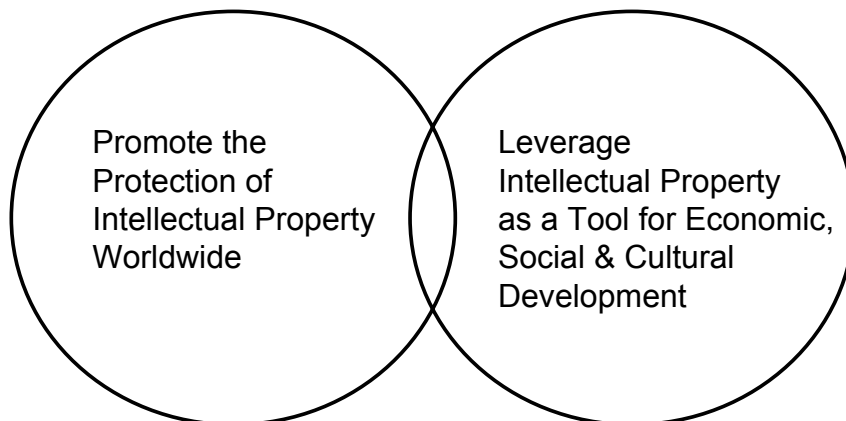 Promote the
Protection of
Intellectual Property
Worldwide
Leverage
Intellectual Property
as a Tool for Economic,
Social & Cultural
Development